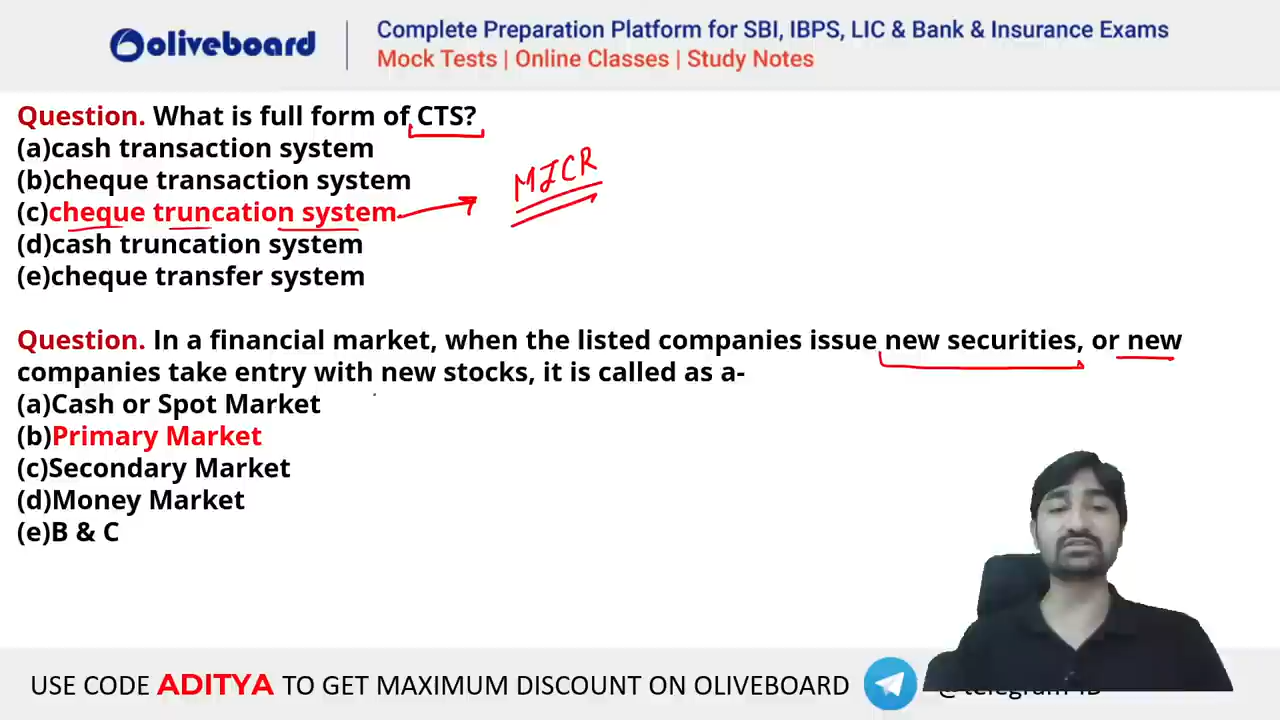 oliveboard
Complete Preparation Platform for SBI, IBPS, LIC & Bank & Insurance Exams
Mock Tests | Online Classes | Study Notes
Question. What is full form of CTS?
(a)cash transaction system
(b)cheque transaction system
(c)cheque truncation system
MICR
(d)cash truncation system
(e)cheque transfer system
Question. In a financial market, when the listed companies issue new securities, or new
companies take entry with new stocks, it is called as a-
(a)Cash or Spot Market
(b)Primary Market
(c)Secondary Market
(d)Money Market
(e)B & C
USE CODE ADITYA TO GET MAXIMUM DISCOUNT ON OLIVEBOARD